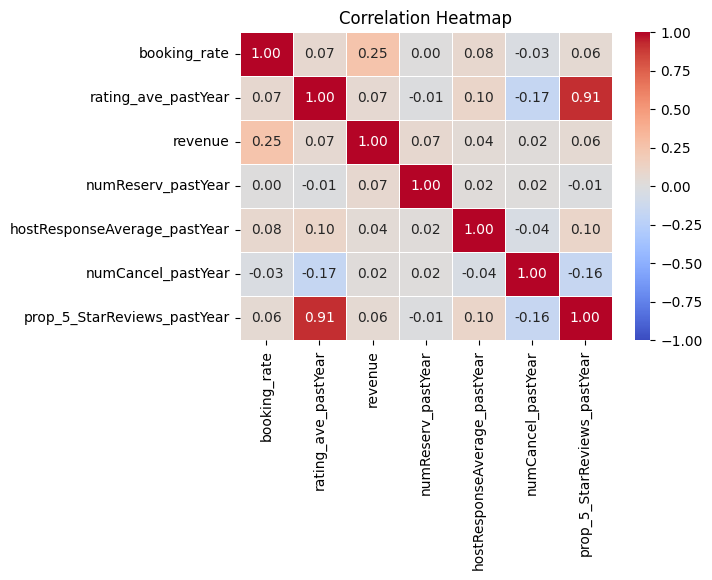 Correlation Heatmap
booking_rate 1.00 0.07 0.25 0.00 0.08 -0.03 0.06
rating_ave_pastYear 0.07 1.00 0.07 -0.01 0.10 -0.17 0.91
revenue 0.25 0.07 1.00 0.07 0.04 0.02 0.06
numReserv_pastYear 0.00 -0.01 0.07 1.00 0.02 0.02 -0.01
hostResponseAverage_pastYear 0.08 0.10 0.04 0.02 1.00 -0.04 0.10
numCancel_pastYear -0.03 -0.17 0.02 0.02 -0.04 1.00 -0.16
prop_5_StarReviews_pastYear 0.06 0.91 0.06 -0.01 0.10 -0.16 1.00
booking_rate
rating_ave_pastYear
revenue
numReserv_pastYear
hostResponseAverage_pastYear
numCancel_pastYear
prop_5_StarReviews_pastYear
1.00
0.75
0.50
0.25
0.00
-0.25
-0.50
-0.75
-1.00